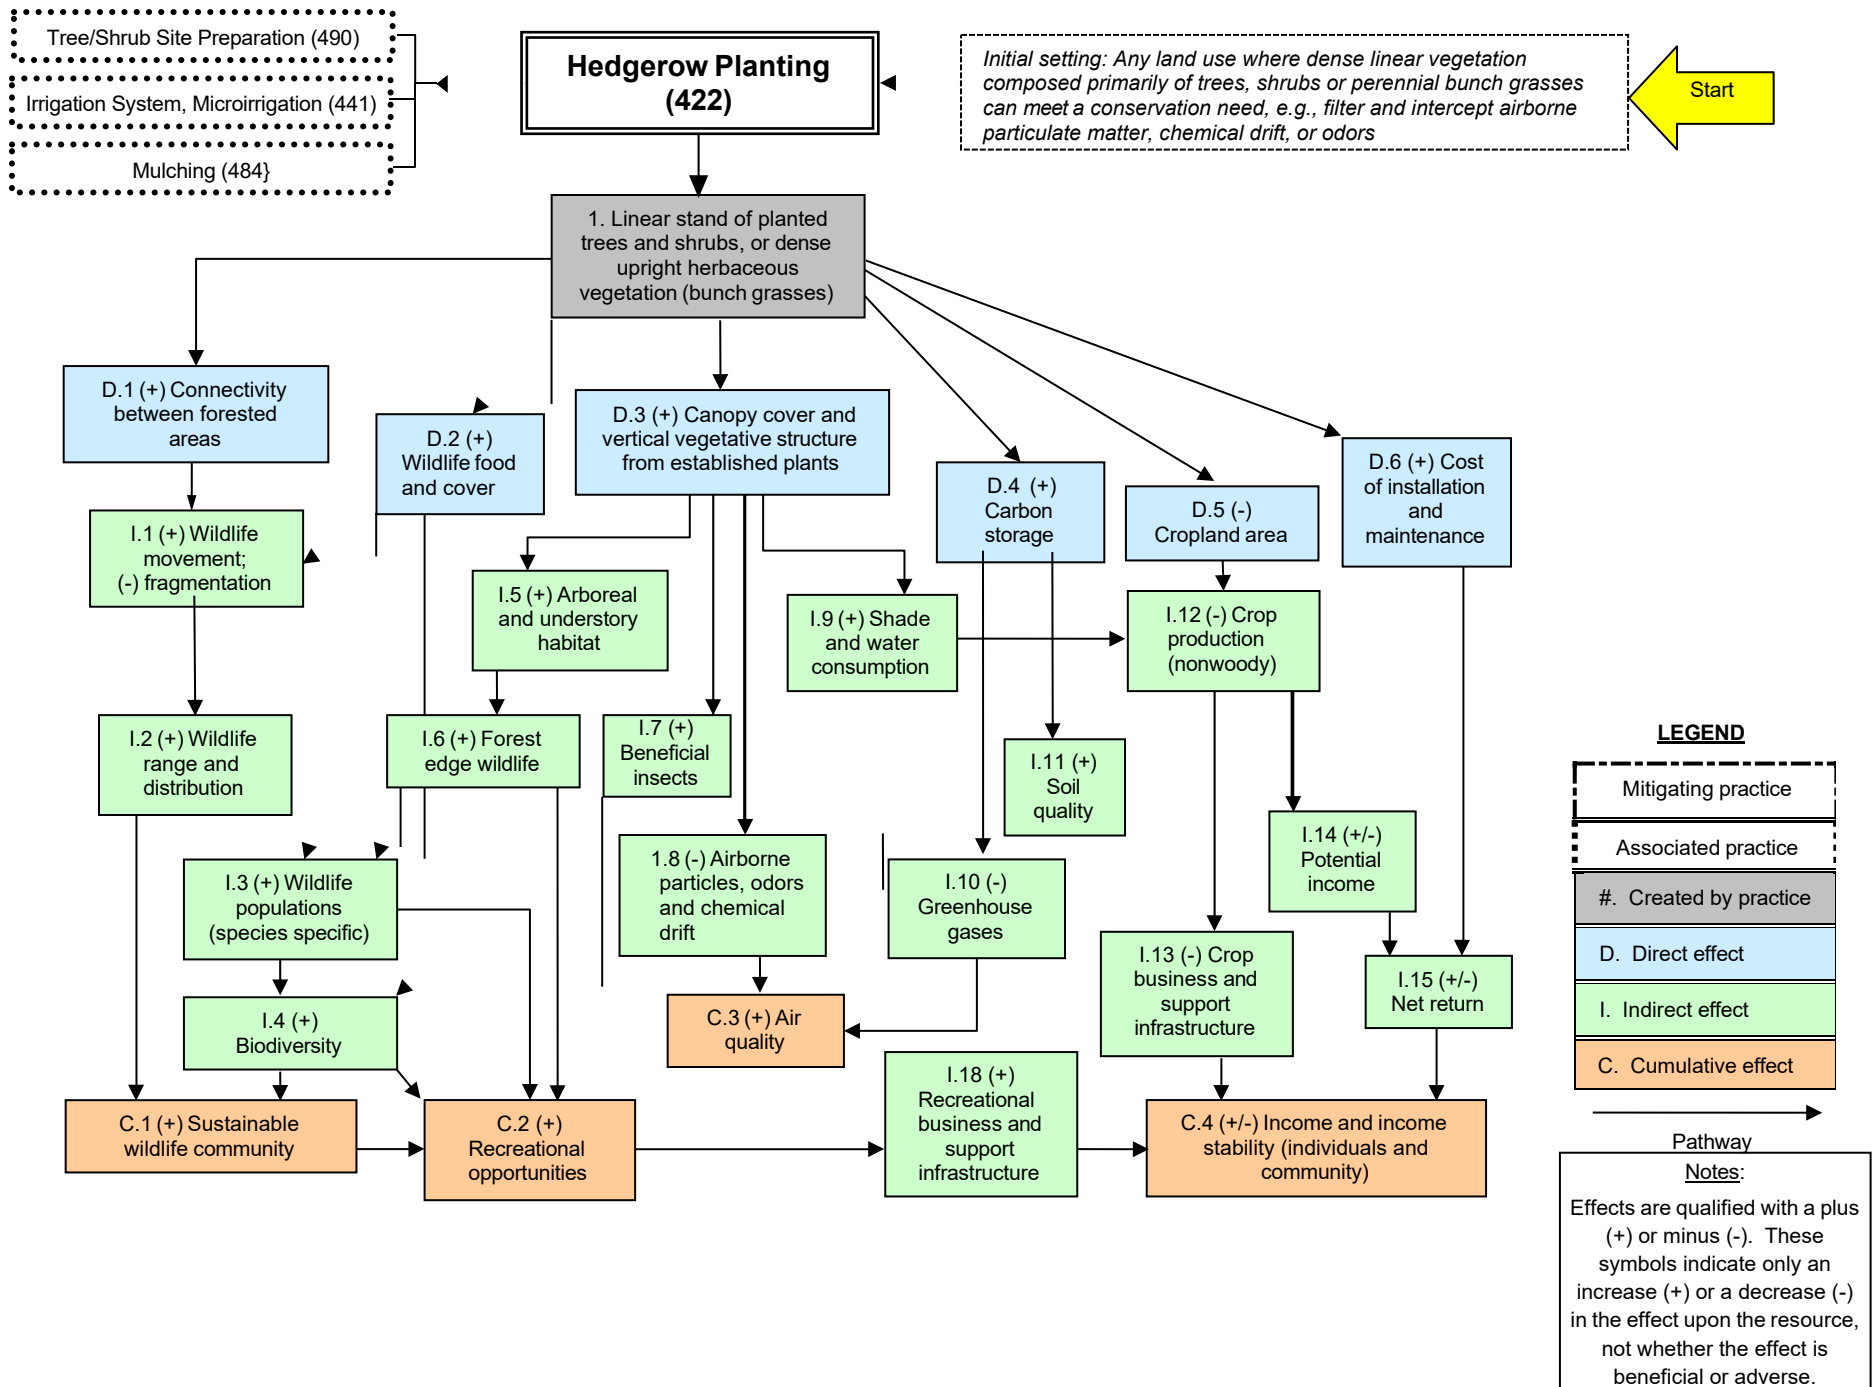 Tree/Shrub Site Preparation (490)
Irrigation System, Microirrigation (441)
Mulching (484}
Hedgerow Planting
(422)
Initial setting: Any land use where dense linear vegetation
composed primarily of trees, shrubs or perennial bunch grasses
can meet a conservation need, e.g., filter and intercept airborne
particulate matter, chemical drift, or odors
Start
1. Linear stand of planted
trees and shrubs, or dense
upright herbaceous
vegetation (bunch grasses)
D.1 (+) Connectivity
between forested
areas
D.2 (+)
Wildlife food
and cover
D.3 (+) Canopy cover and
vertical vegetative structure
from established plants
D.4 (+)
Carbon
storage
D.5 (-)
Cropland area
D.6 (+) Cost
of installation
and
maintenance
I.1 (+) Wildlife
movement;
(-) fragmentation
I.5 (+) Arboreal
and understory
habitat
I.9 (+) Shade
and water
consumption
I.12 (-) Crop
production
(nonwoody)
I.2 (+) Wildlife
range and
distribution
I.6 (+) Forest
edge wildlife
I.7 (+)
Beneficial
insects
I.11 (+)
Soil
quality
I.14 (+/-)
Potential
income
I.3 (+) Wildlife
populations
(species specific)
1.8 (-) Airborne
particles, odors
and chemical
drift
I.10 (-)
Greenhouse
gases
I.13 (-) Crop
business and
support
infrastructure
I.15 (+/-)
Net return
I.4 (+)
Biodiversity
C.3 (+) Air
quality
I.18 (+)
Recreational
business and
support
infrastructure
C.1 (+) Sustainable
wildlife community
C.2 (+)
Recreational
opportunities
C.4 (+/-) Income and income
stability (individuals and
community)
LEGEND
Mitigating practice
Associated practice
#. Created by practice
D. Direct effect
I. Indirect effect
C. Cumulative effect
Pathway
Notes:
Effects are qualified with a plus
(+) or minus (-). These
symbols indicate only an
increase (+) or a decrease (-)
in the effect upon the resource,
not whether the effect is
beneficial or adverse.